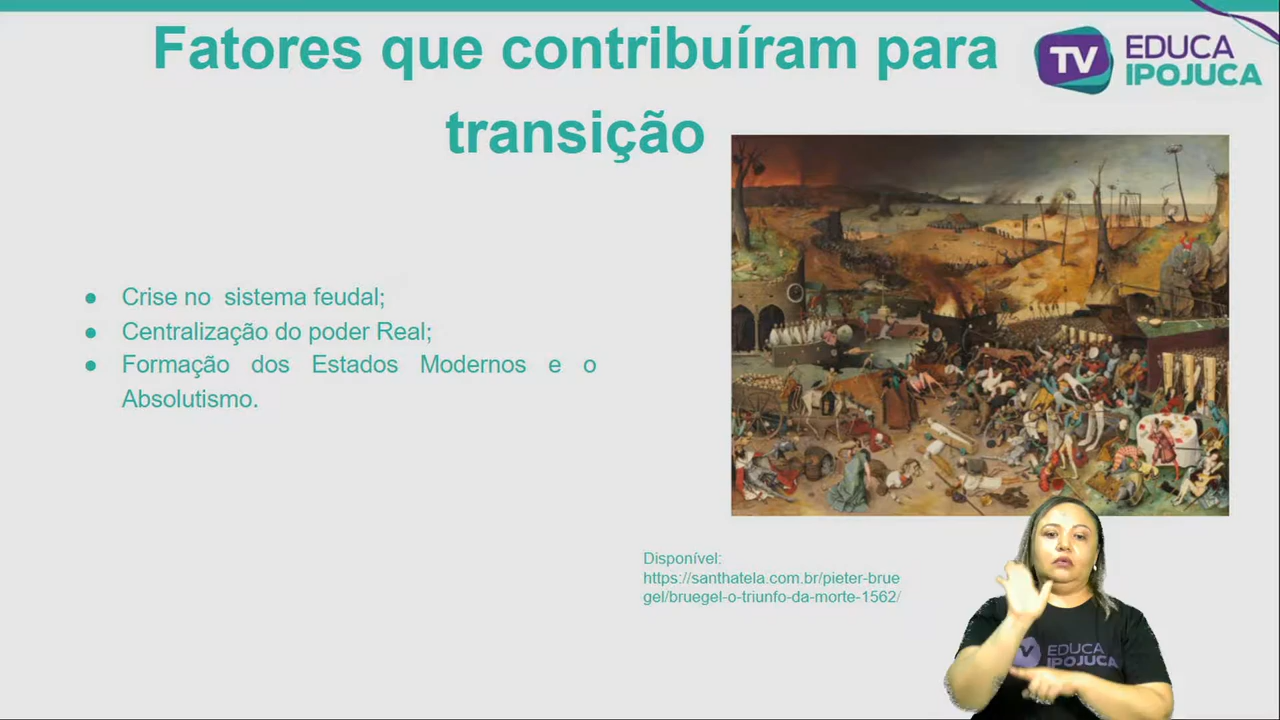 Fatores que contribuíram para
transição
TV EDUCA
IPOJUCA
● Crise no  sistema feudal;
● Centralização do poder Real;
● Formação dos Estados Modernos e o
Absolutismo.
Disponível:
https://santhatela.com.br/pieter-brue
gel/bruegel-o-triunfo-da-morte-1562/
V EDUCA
IPOJUCA